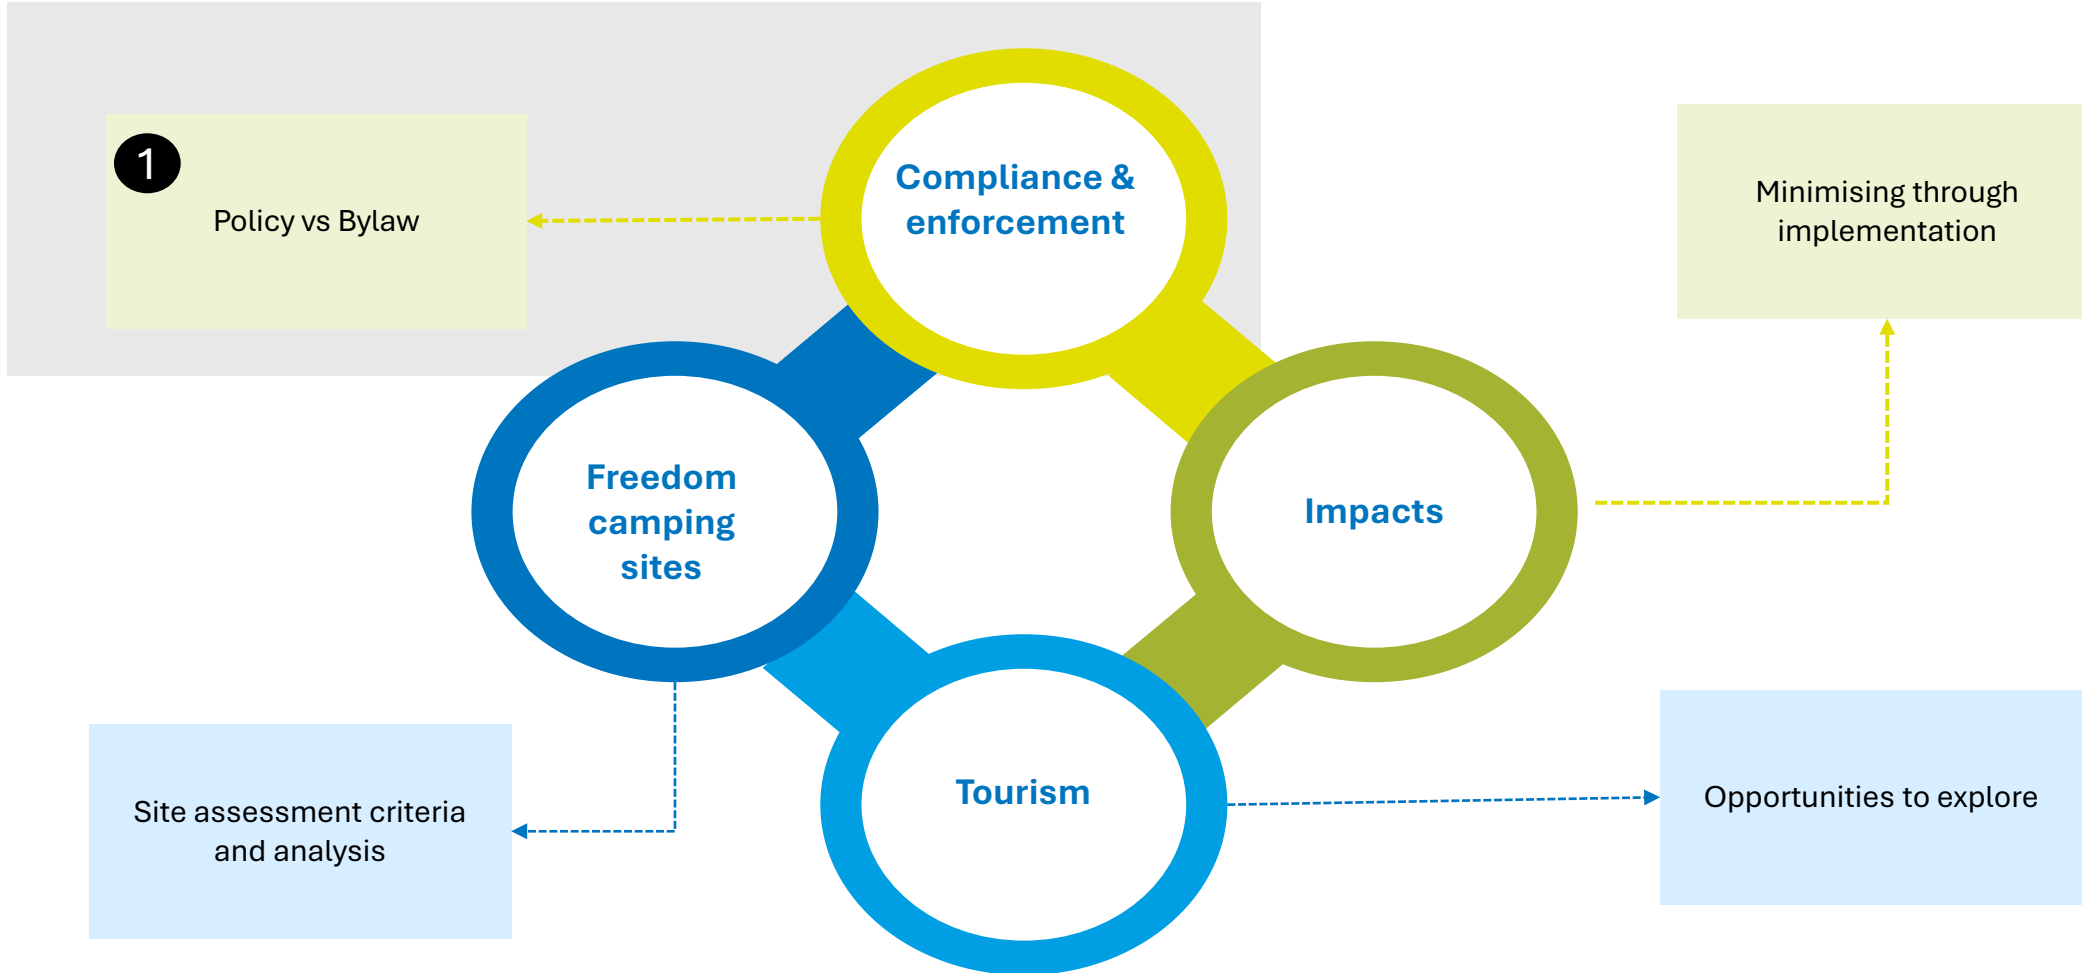 1
Policy vs Bylaw
Compliance &
enforcement
Minimising through
implementation
Freedom
camping
sites
Impacts
Site assessment criteria
and analysis
Tourism
Opportunities to explore